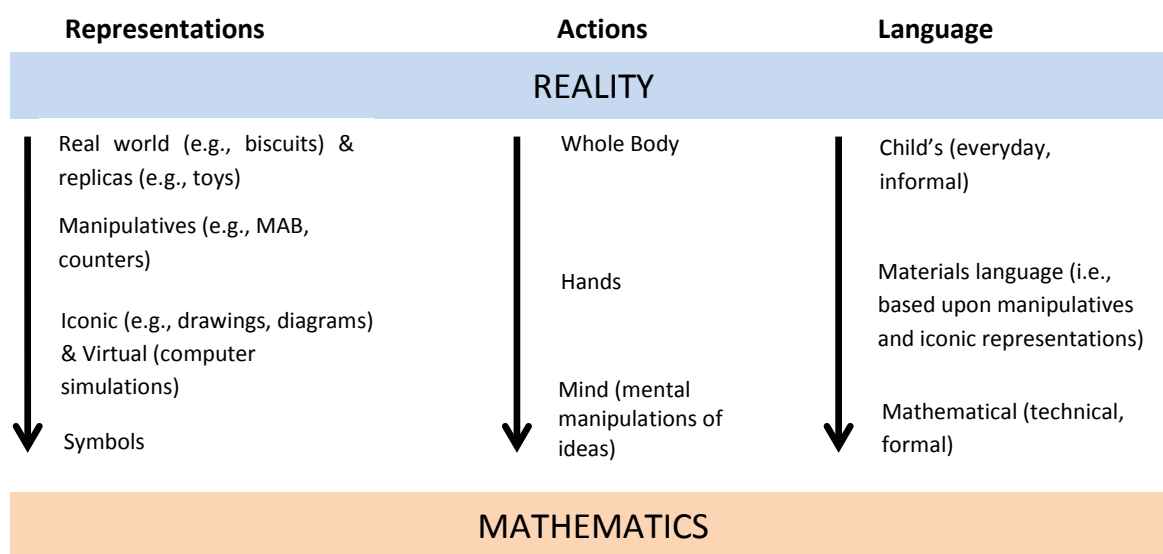 Representations
Actions
Language
REALITY
Real world (e.g., biscuits) &
replicas (e.g., toys)
Manipulatives (e.g., MAB,
counters)
Iconic (e.g., drawings, diagrams)
& Virtual (computer
simulations)
Symbols
Whole Body
Hands
Mind (mental
manipulations of
ideas)
Child's (everyday,
informal)
Materials language (i.e.,
based upon manipulatives
and iconic representations)
Mathematical (technical,
formal)
MATHEMATICS